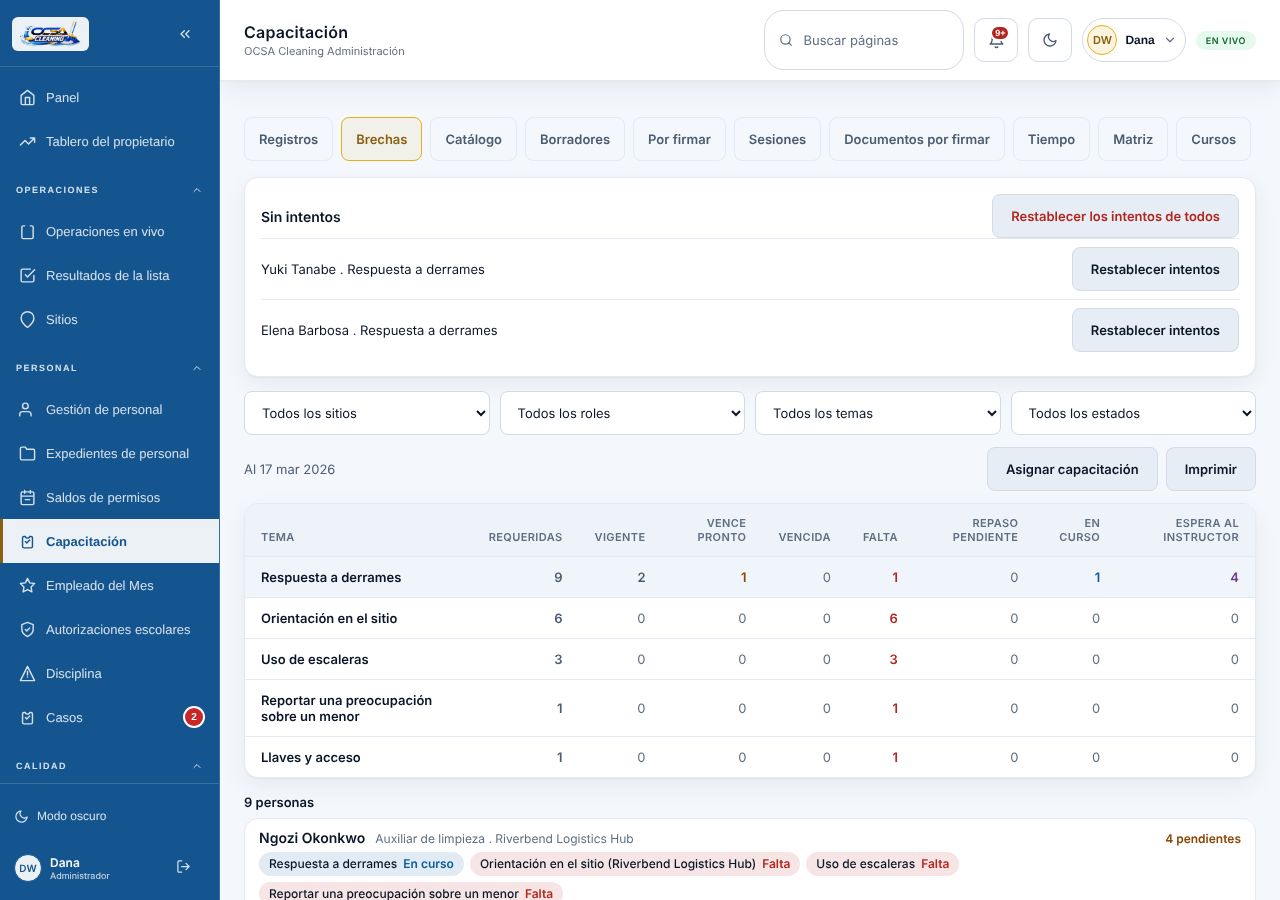 OCSA
CLEANING
Panel
Tablero del propietario
OPERACIONES
Operaciones en vivo
Resultados de la lista
Sitios
PERSONAL
Gestión de personal
Expedientes de personal
Saldos de permisos
Capacitación
Empleado del Mes
Autorizaciones escolares
Disciplina
Casos 2
CALIDAD
Modo oscuro
DW Dana
Administrador
Capacitación
OCSA Cleaning Administración
Buscar páginas
9+
DW Dana
EN VIVO
Registros Brechas Catálogo Borradores Por firmar Sesiones Documentos por firmar Tiempo Matriz Cursos
Sin intentos Restablecer los intentos de todos
Yuki Tanabe . Respuesta a derrames Restablecer intentos
Elena Barbosa . Respuesta a derrames Restablecer intentos
Todos los sitios Todos los roles Todos los temas Todos los estados
Al 17 mar 2026 Asignar capacitación Imprimir
TEMA REQUERIDAS VIGENTE VENCE PRONTO VENCIDA FALTA REPASO PENDIENTE EN CURSO ESPERA AL INSTRUCTOR
Respuesta a derrames 9 2 1 0 1 0 1 4
Orientación en el sitio 6 0 0 0 6 0 0 0
Uso de escaleras 3 0 0 0 3 0 0 0
Reportar una preocupación
sobre un menor 1 0 0 0 1 0 0 0
Llaves y acceso 1 0 0 0 1 0 0 0
9 personas
Ngozi Okonkwo Auxiliar de limpieza . Riverbend Logistics Hub 4 pendientes
Respuesta a derrames En curso Orientación en el sitio (Riverbend Logistics Hub) Falta Uso de escaleras Falta
Reportar una preocupación sobre un menor Falta